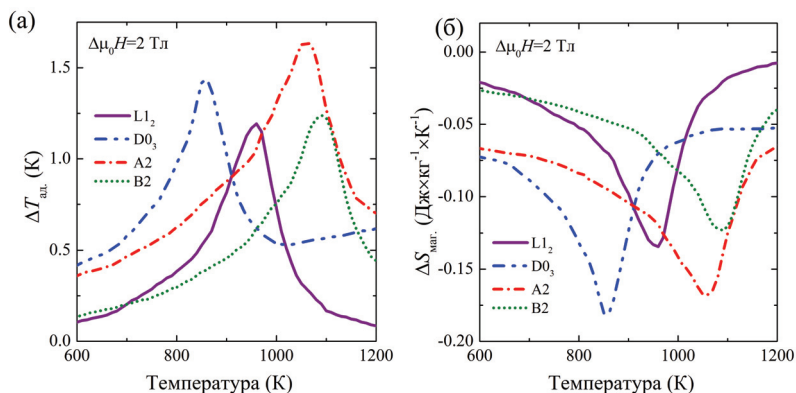 (а)
Δμ₀H=2 Тл
L1₂
D0₃
A2
B2
ΔTад. (К)
1.5
1.0
0.5
0.0
600 800 1000 1200
Температура (К)
(б)
Δμ₀H=2 Тл
L1₂
D0₃
A2
B2
ΔSмаг. (Дж×кг⁻¹×К⁻¹)
0.00
-0.05
-0.10
-0.15
-0.20
600 800 1000 1200
Температура (К)